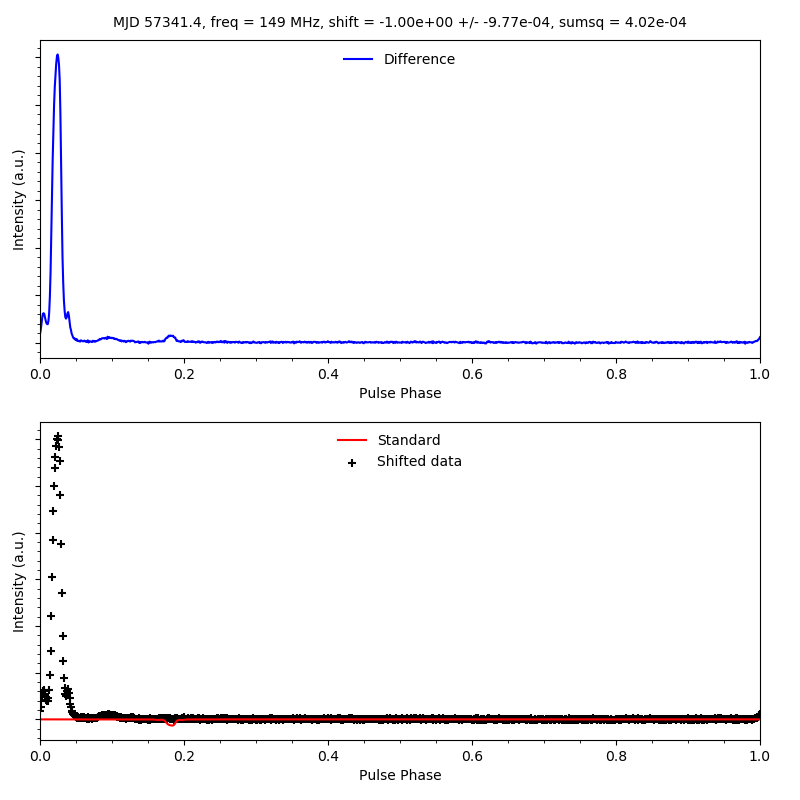 MJD 57341.4, freq = 149 MHz, shift = -1.00e+00 +/- -9.77e-04, sumsq = 4.02e-04
Difference
Intensity (a.u.)
0.0 0.2 0.4 0.6 0.8 1.0
Pulse Phase
Standard
Shifted data
Intensity (a.u.)
0.0 0.2 0.4 0.6 0.8 1.0
Pulse Phase